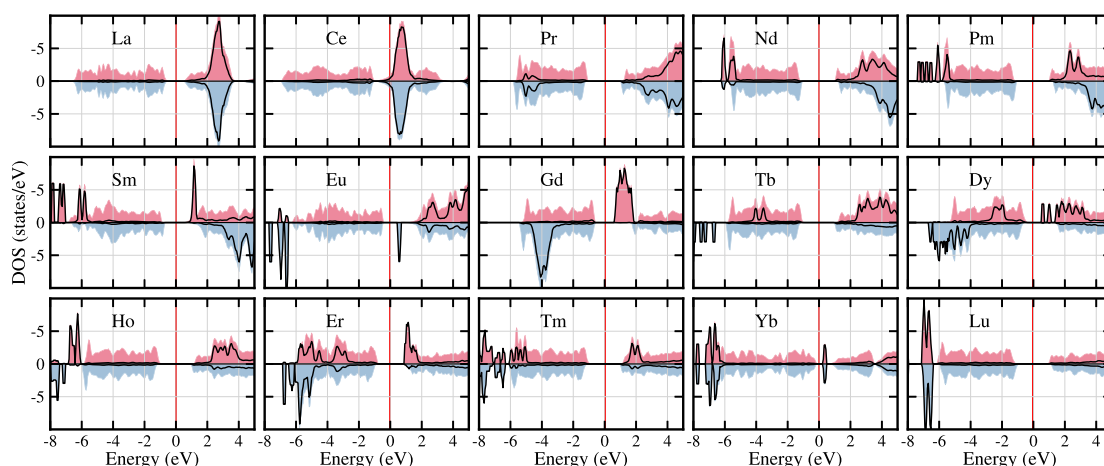 La Ce Pr Nd Pm
-5
0
5
Sm Eu Gd Tb Dy
-5
0
5
DOS (states/eV)
Ho Er Tm Yb Lu
-5
0
5
-8 -6 -4 -2 0 2 4 -8 -6 -4 -2 0 2 4 -8 -6 -4 -2 0 2 4 -8 -6 -4 -2 0 2 4 -8 -6 -4 -2 0 2 4
Energy (eV) Energy (eV) Energy (eV) Energy (eV) Energy (eV)